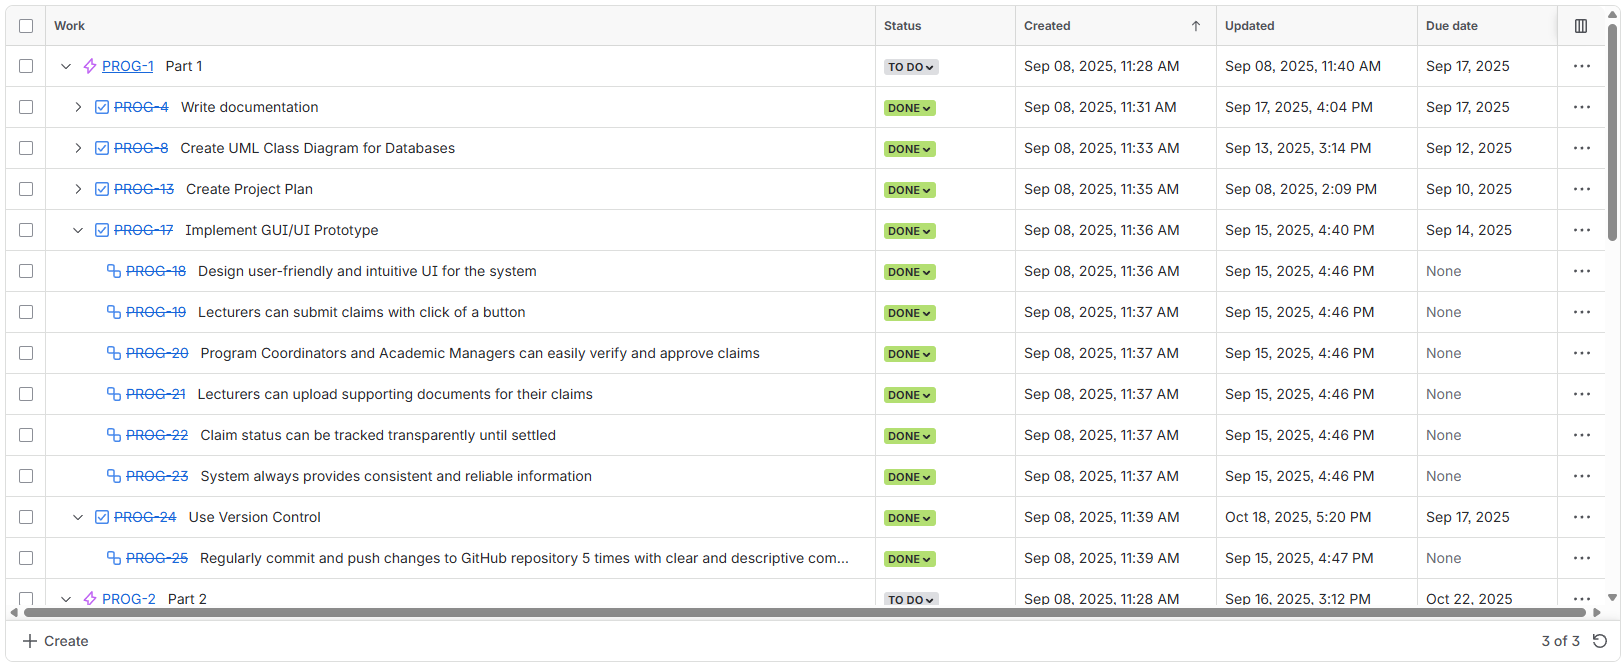 Work Status Created Updated Due date
PROG-1 Part 1 TO DO Sep 08, 2025, 11:28 AM Sep 08, 2025, 11:40 AM Sep 17, 2025
PROG-4 Write documentation DONE Sep 08, 2025, 11:31 AM Sep 17, 2025, 4:04 PM Sep 17, 2025
PROG-8 Create UML Class Diagram for Databases DONE Sep 08, 2025, 11:33 AM Sep 13, 2025, 3:14 PM Sep 12, 2025
PROG-13 Create Project Plan DONE Sep 08, 2025, 11:35 AM Sep 08, 2025, 2:09 PM Sep 10, 2025
PROG-17 Implement GUI/UI Prototype DONE Sep 08, 2025, 11:36 AM Sep 15, 2025, 4:40 PM Sep 14, 2025
PROG-18 Design user-friendly and intuitive UI for the system DONE Sep 08, 2025, 11:36 AM Sep 15, 2025, 4:46 PM None
PROG-19 Lecturers can submit claims with click of a button DONE Sep 08, 2025, 11:37 AM Sep 15, 2025, 4:46 PM None
PROG-20 Program Coordinators and Academic Managers can easily verify and approve claims DONE Sep 08, 2025, 11:37 AM Sep 15, 2025, 4:46 PM None
PROG-21 Lecturers can upload supporting documents for their claims DONE Sep 08, 2025, 11:37 AM Sep 15, 2025, 4:46 PM None
PROG-22 Claim status can be tracked transparently until settled DONE Sep 08, 2025, 11:37 AM Sep 15, 2025, 4:46 PM None
PROG-23 System always provides consistent and reliable information DONE Sep 08, 2025, 11:37 AM Sep 15, 2025, 4:46 PM None
PROG-24 Use Version Control DONE Sep 08, 2025, 11:39 AM Oct 18, 2025, 5:20 PM Sep 17, 2025
PROG-25 Regularly commit and push changes to GitHub repository 5 times with clear and descriptive com... DONE Sep 08, 2025, 11:39 AM Sep 15, 2025, 4:47 PM None
PROG-2 Part 2 TO DO Sep 08, 2025, 11:28 AM Sep 16, 2025, 3:12 PM Oct 22, 2025
Create 3 of 3